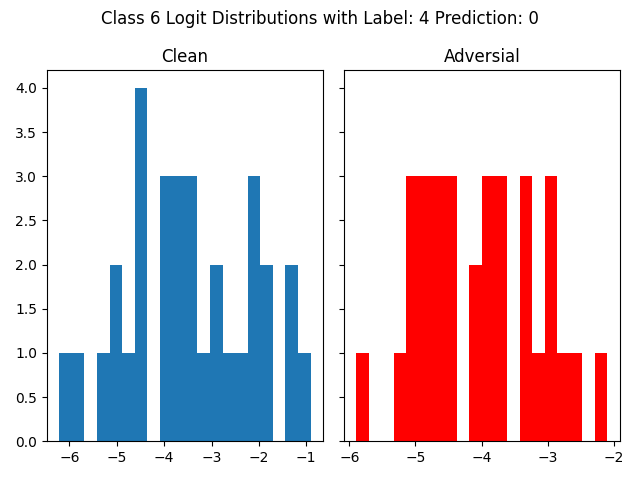 Class 6 Logit Distributions with Label: 4 Prediction: 0
Clean
Adversial
4.0
3.5
3.0
2.5
2.0
1.5
1.0
0.5
0.0
−6 −5 −4 −3 −2 −1
−6 −5 −4 −3 −2